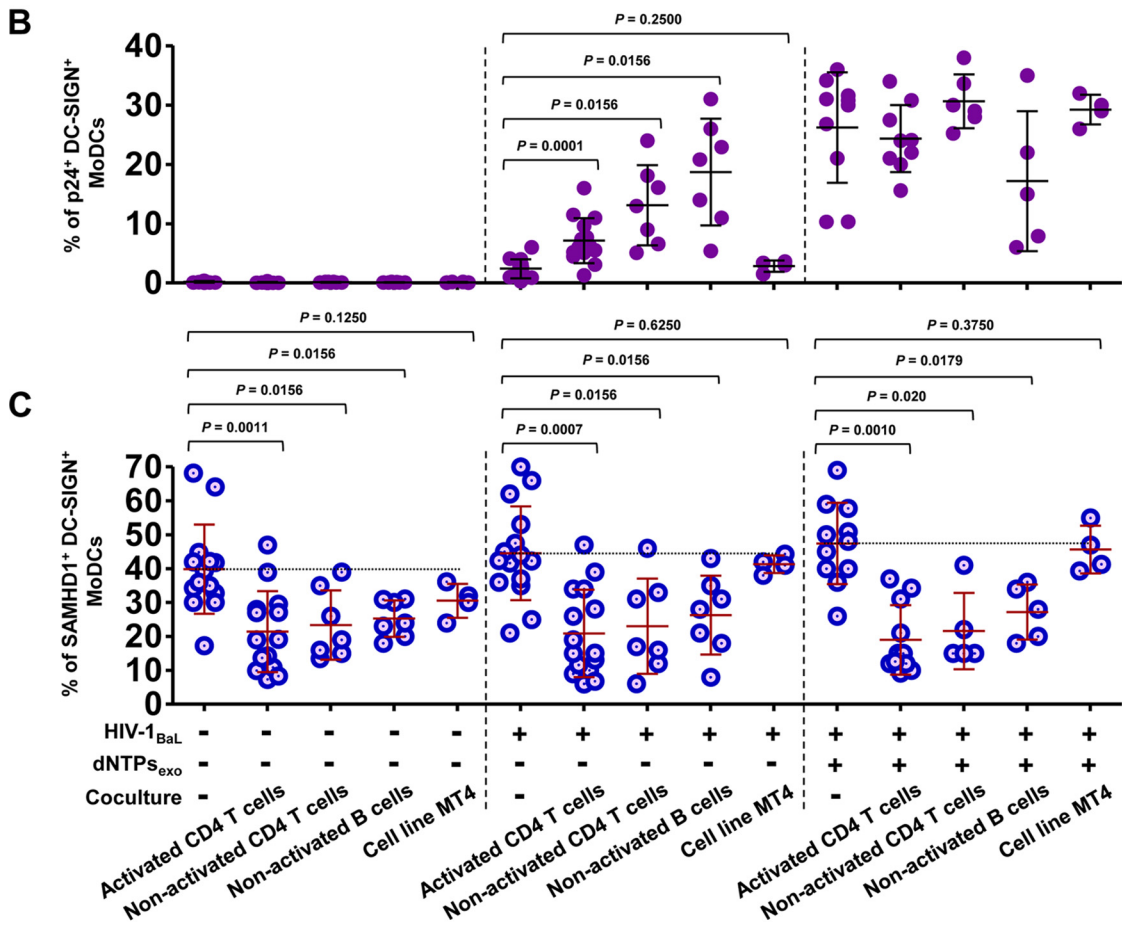 B
P = 0.2500
P = 0.0156
P = 0.0156
P = 0.0001
% of p24+ DC-SIGN+
MoDCs
40
30
20
10
0
C
P = 0.1250
P = 0.0156
P = 0.0156
P = 0.0011
P = 0.6250
P = 0.0156
P = 0.0156
P = 0.0007
P = 0.3750
P = 0.0179
P = 0.020
P = 0.0010
% of SAMHD1+ DC-SIGN+
MoDCs
70
60
50
40
30
20
10
0
HIV-1BaL - - - - - + + + + + + + + + +
dNTPsexo - - - - - - - - - - + + + + +
Coculture - - -
Activated CD4 T cells
Non-activated CD4 T cells
Non-activated B cells
Cell line MT4
Activated CD4 T cells
Non-activated CD4 T cells
Non-activated B cells
Cell line MT4
Activated CD4 T cells
Non-activated CD4 T cells
Non-activated B cells
Cell line MT4